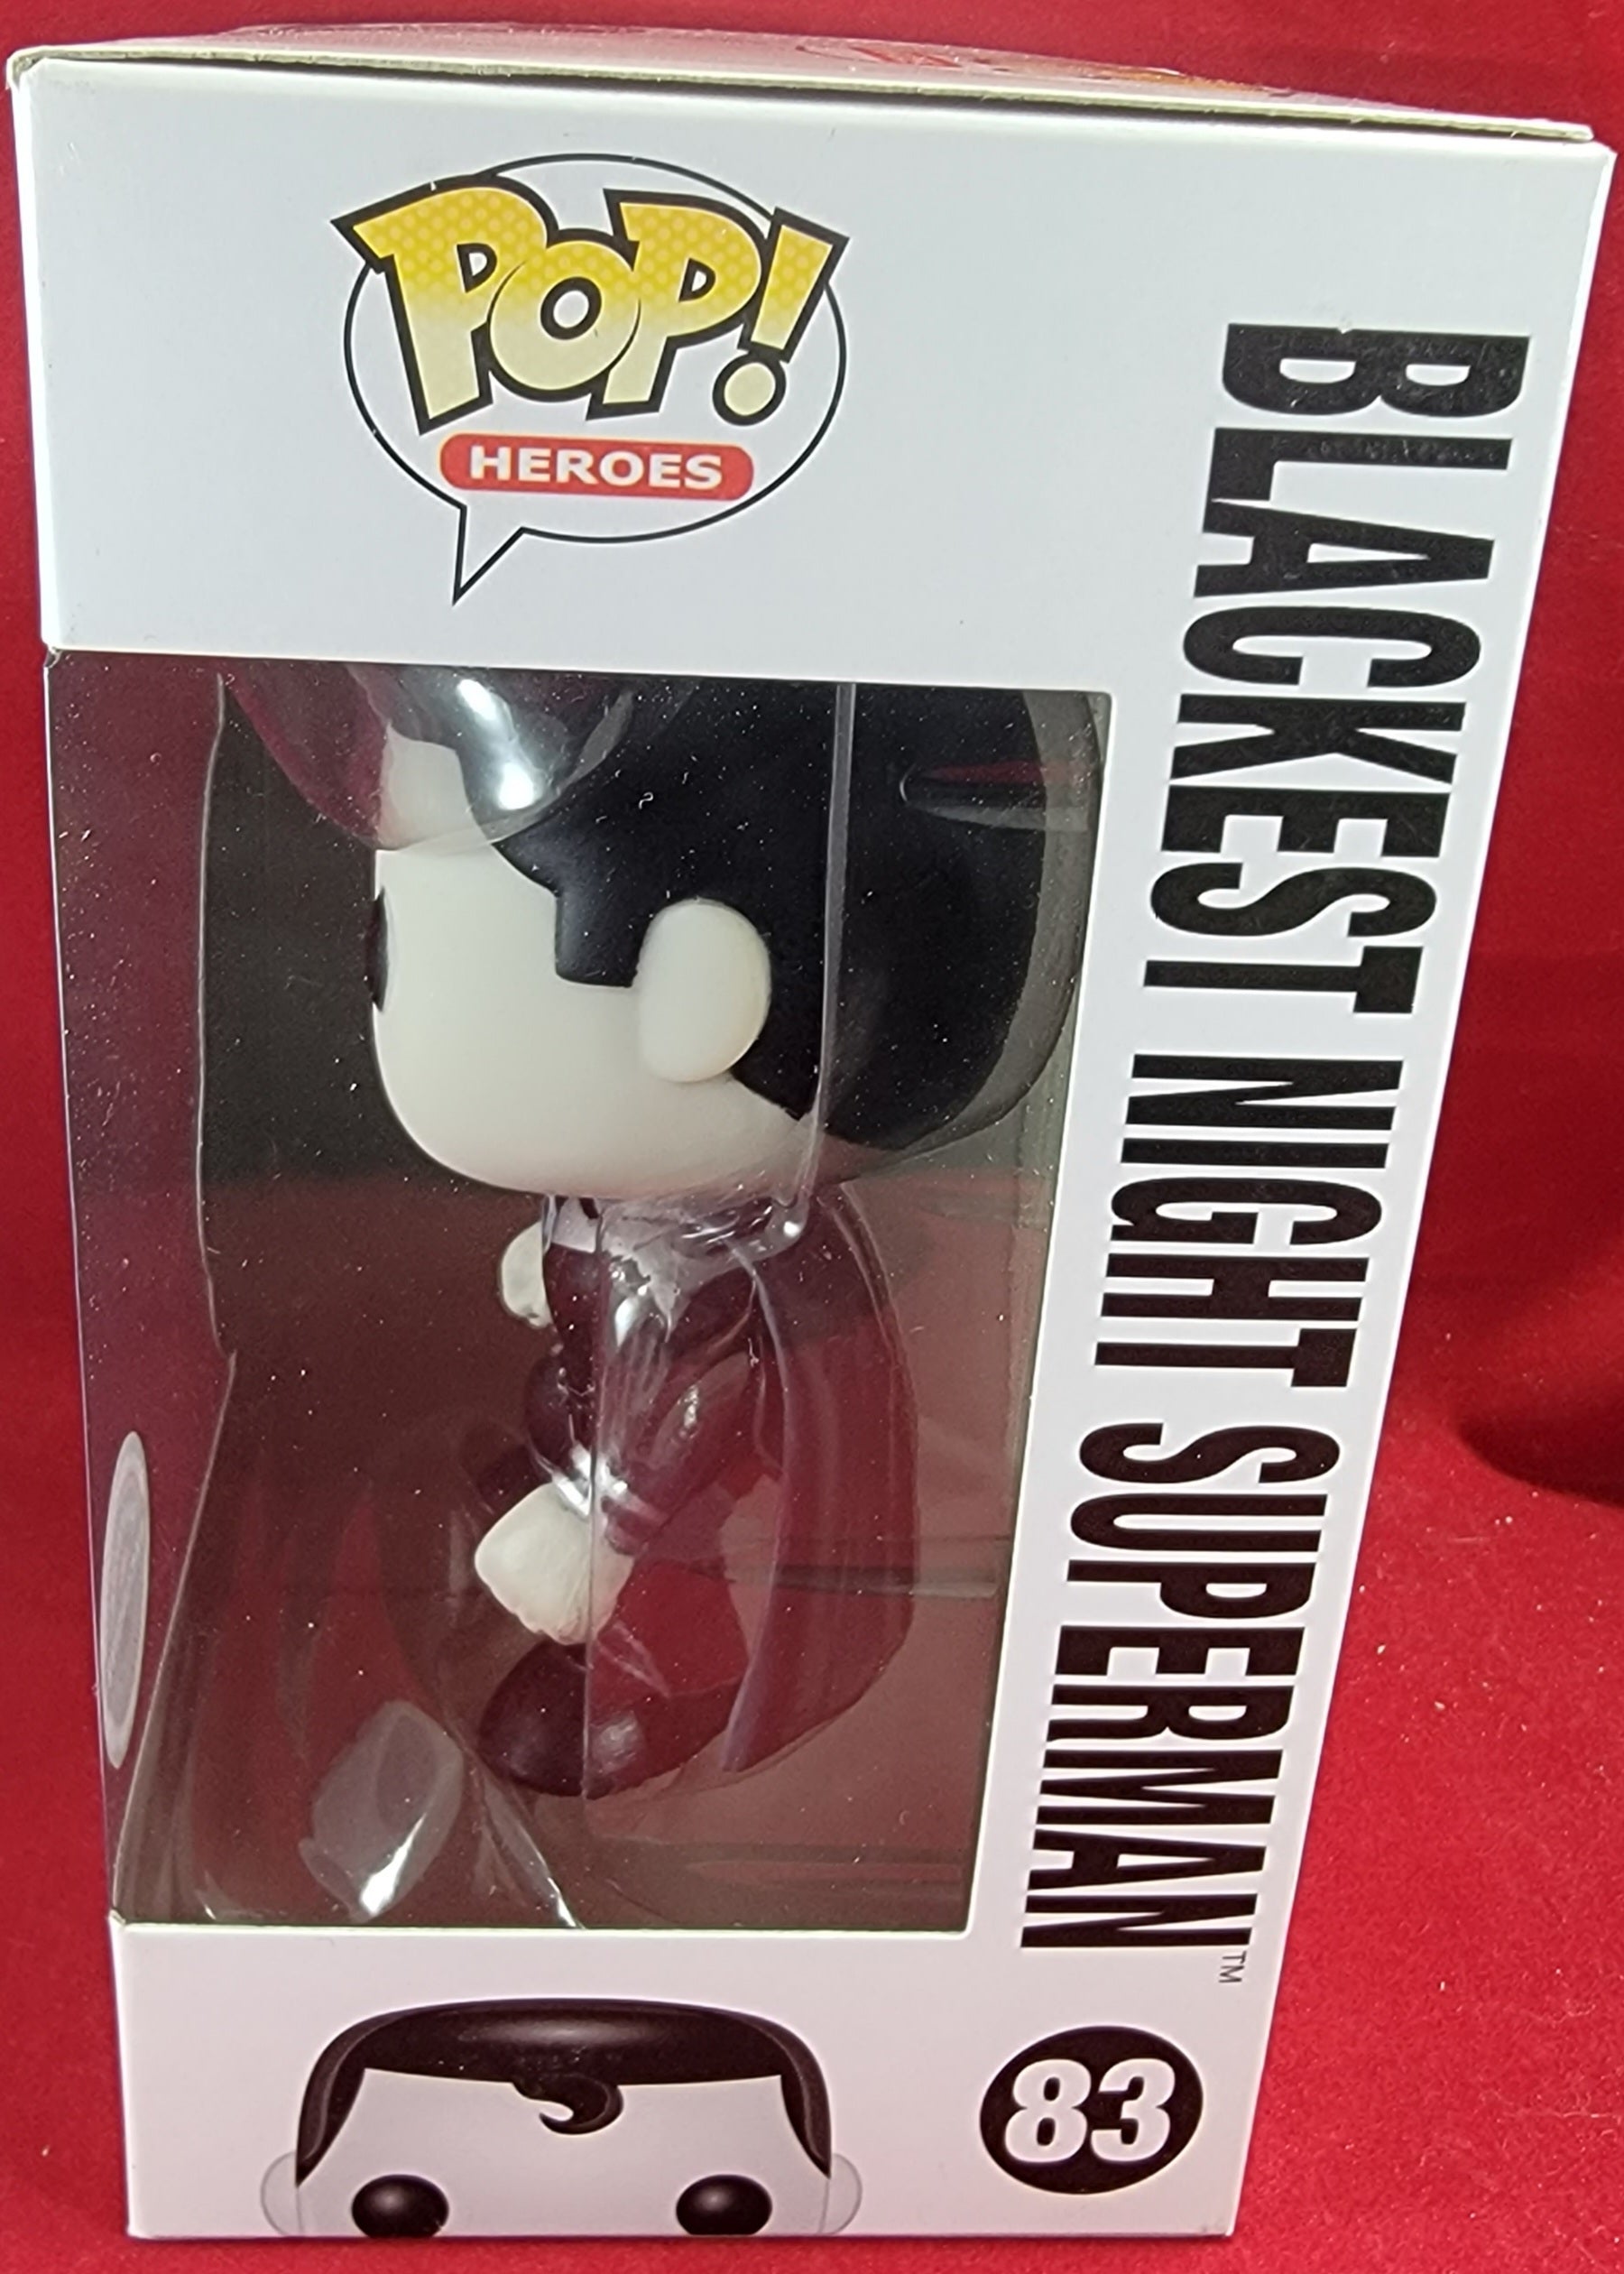 POP!
HEROES
BLACKEST NIGHT SUPERMAN™
83